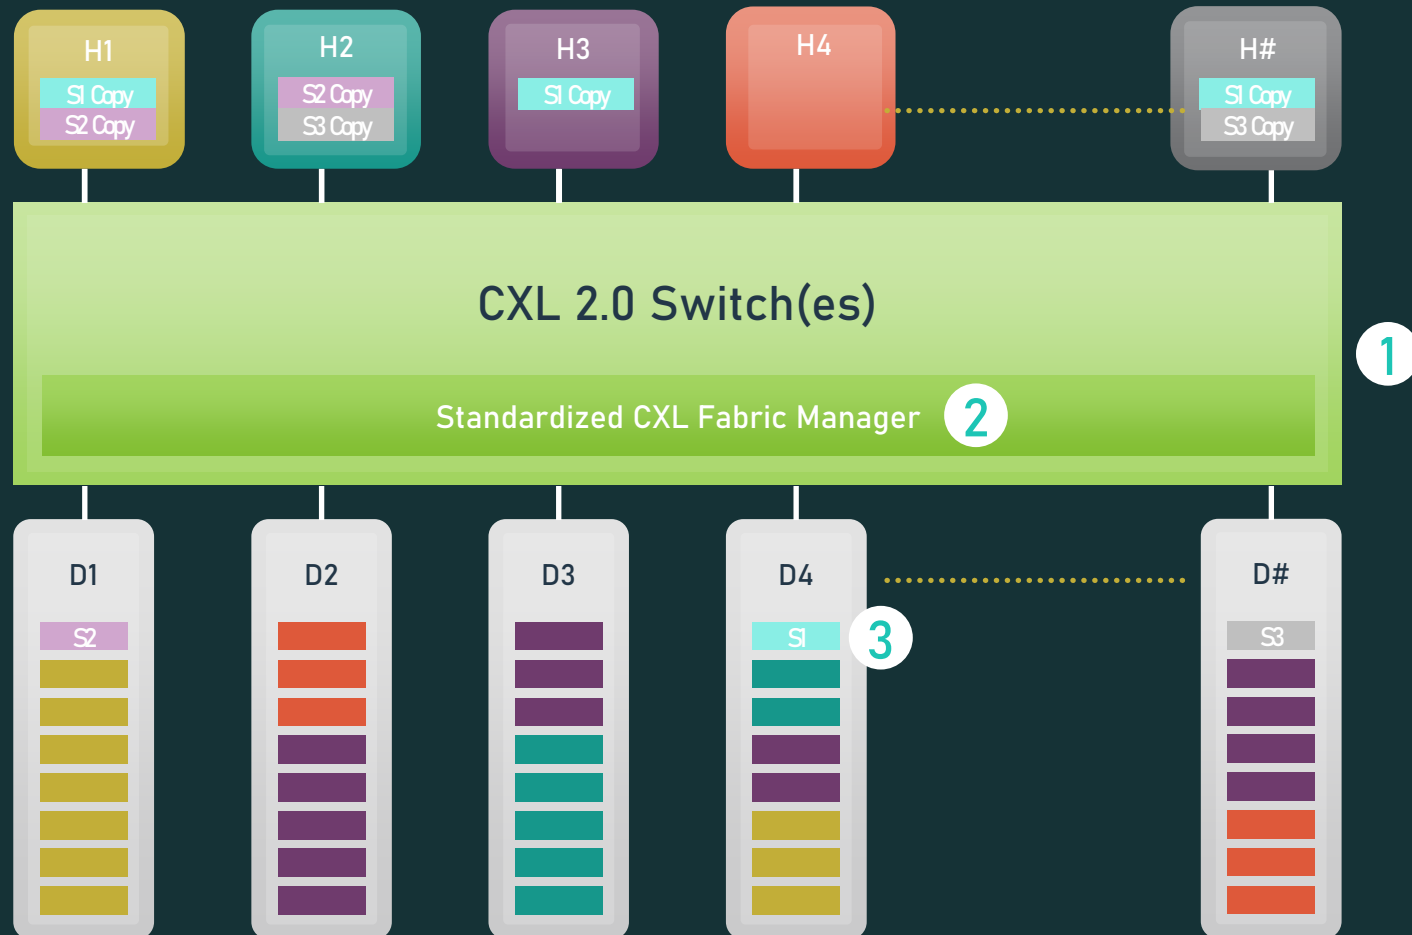 H1
S1 Copy
S2 Copy
H2
S2 Copy
S3 Copy
H3
S1 Copy
H4
H#
S1 Copy
S3 Copy
CXL 2.0 Switch(es)
1
Standardized CXL Fabric Manager
2
D1
S2
D2
D3
D4
S1
3
D#
S3